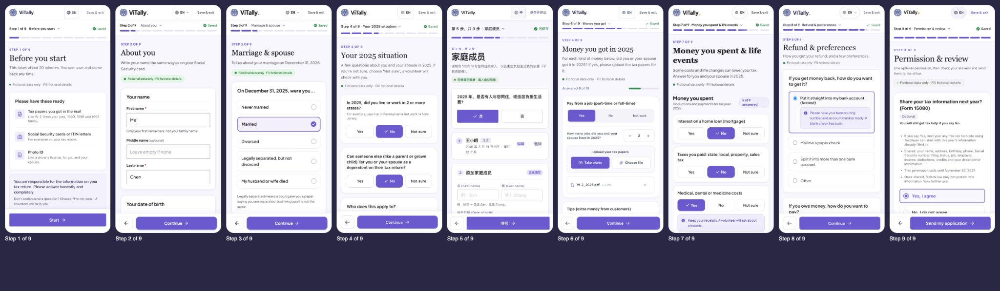 ViTally.
EN
Save & exit
Step 1 of 9 · Before you start
Saved
STEP 1 OF 9
Before you start
This takes about 20 minutes. You can save and come
back any time.
Fictional data only · Fill fictional details
Please have these ready
Tax papers you got in the mail
Like W-2 (from your job), 1099, 1098 and 1095
forms.
Social Security cards or ITIN letters
For everyone on your tax return.
Photo ID
Like a driver's license, for you and your
spouse.
You are responsible for the information on your
tax return. Please answer honestly and
completely.
Don't understand a question? Choose "I'm not sure." A
volunteer will help you.
Start →
Step 1 of 9
ViTally.
EN
Save & exit
Step 2 of 9 · About you
Saved
STEP 2 OF 9
About you
Write your name the same way as on your Social
Security card.
Fictional data only · Fill fictional details
Your name
First name *
Mei
Only your first name here, not your family name.
Middle name (optional)
Leave empty if none
Last name *
Chen
Your date of birth
←
Continue →
Step 2 of 9
ViTally.
EN
Save & exit
Step 3 of 9 · Marriage & spouse
Saved
STEP 3 OF 9
Marriage & spouse
Tell us about your marriage on December 31, 2025.
Fictional data only · Fill fictional details
On December 31, 2025, were you...
Never married
Married
Divorced
Legally separated, but not
divorced
My husband or wife died
Legally separated means a court gave you a paper
saying you are separated. Just living apart is not the
same.
←
Continue →
Step 3 of 9
ViTally.
EN
Save & exit
Step 4 of 9 · Your 2025 situation
Saved
STEP 4 OF 9
Your 2025 situation
A few questions about you and your spouse in 2025. If
you're not sure, choose 'Not sure'; a volunteer will
check with you.
Fictional data only · Fill fictional details
In 2025, did you live or work in 2 or more
states?
For example, you live in Pennsylvania but work in New
Jersey.
Yes
No
Not sure
Can someone else (like a parent or grown
child) list you or your spouse as a
dependent on their tax return?
Yes
No
Not sure
Who does this apply to?
←
Continue →
Step 4 of 9
ViTally.
中
保存并退出
第 5 步，共 9 步 · 家庭成员
已保存
第 5 步，共 9 步
家庭成员
请填写 2025 年与您同住的家人，以及由您负担生活费的亲属（不
包括配偶）。
仅供演示数据 · 填入虚拟信息
2025 年，是否有人与您同住，或由您负担生活
费？
是
否
1
王小明
儿子
2015 年 3 月 14 日出生 · 同住
12 个月
编辑
删除
2
添加家庭成员
正在填写
名 (First name)
姓 (Last name)
例：San
例：Zhang
例：张三 → 名填 San，姓填 Zhang。
出生日期 (Date of birth)
←
继续 →
Step 5 of 9
ViTally.
EN
Save & exit
Step 6 of 9 · Money you got
Saved
STEP 6 OF 9
Money you got in 2025
For each kind of money below, did you or your spouse
get it in 2025? If yes, please upload the tax papers for
it.
Fictional data only · Fill fictional details
Answered 6 of 15
Pay from a job (part-time or full-time)
Yes
No
Not sure
How many jobs did you and your
spouse have in 2025?
−
2
+
Upload your tax papers
Take photo
Choose file
W-2_2025.pdf 1.2 MB
×
Tips (extra money from customers)
←
Continue →
Step 6 of 9
ViTally.
EN
Save & exit
Step 7 of 9 · Money you spent & life events
Saved
STEP 7 OF 9
Money you spent & life
events
Some costs and life changes can lower your tax.
Answer for you and your spouse in 2025.
Fictional data only · Fill fictional details
Money you spent
Deductions and payments for tax year
2025.
5 of 9
answered
Interest on a home loan (mortgage)
Yes
No
Not sure
Taxes you paid: state, local, property, sales
tax
Yes
No
Not sure
Medical, dental or medicine costs
Yes
No
Not sure
Keep your receipts. A volunteer will ask about
amounts.
←
Continue →
Step 7 of 9
ViTally.
EN
Save & exit
Step 8 of 9 · Refund & preferences
Saved
STEP 8 OF 9
Refund & preferences
How you get your refund, and a few preferences.
Fictional data only · Fill fictional details
If you get money back, how do you want
to get it?
Put it straight into my bank account
(fastest)
Please have your bank routing
number and account number ready. A
blank check has both.
Mail me a paper check
Split it into more than one bank
account
Other
If you owe money, how do you want to
pay?
←
Continue →
Step 8 of 9
ViTally.
EN
Save & exit
Step 9 of 9 · Permission & review
Saved
STEP 9 OF 9
Permission & review
One optional permission, then check your answers and send
them to the office.
Fictional data only · Fill fictional details
Share your tax information next year?
(Form 15080)
Optional
You will still get tax help if you say No.
If you say Yes, next year any free tax help site using
TaxSlayer can start with this year's information
already filled in.
Shared: your name, address, birthday, phone, Social
Security number, filing status, job, employer,
income, deductions, credits and your dependents'
information.
This permission lasts until November 30, 2027.
Once shared, federal law may not protect this
information from further use.
Yes, I agree
No, I do not agree
←
Send my application →
Step 9 of 9